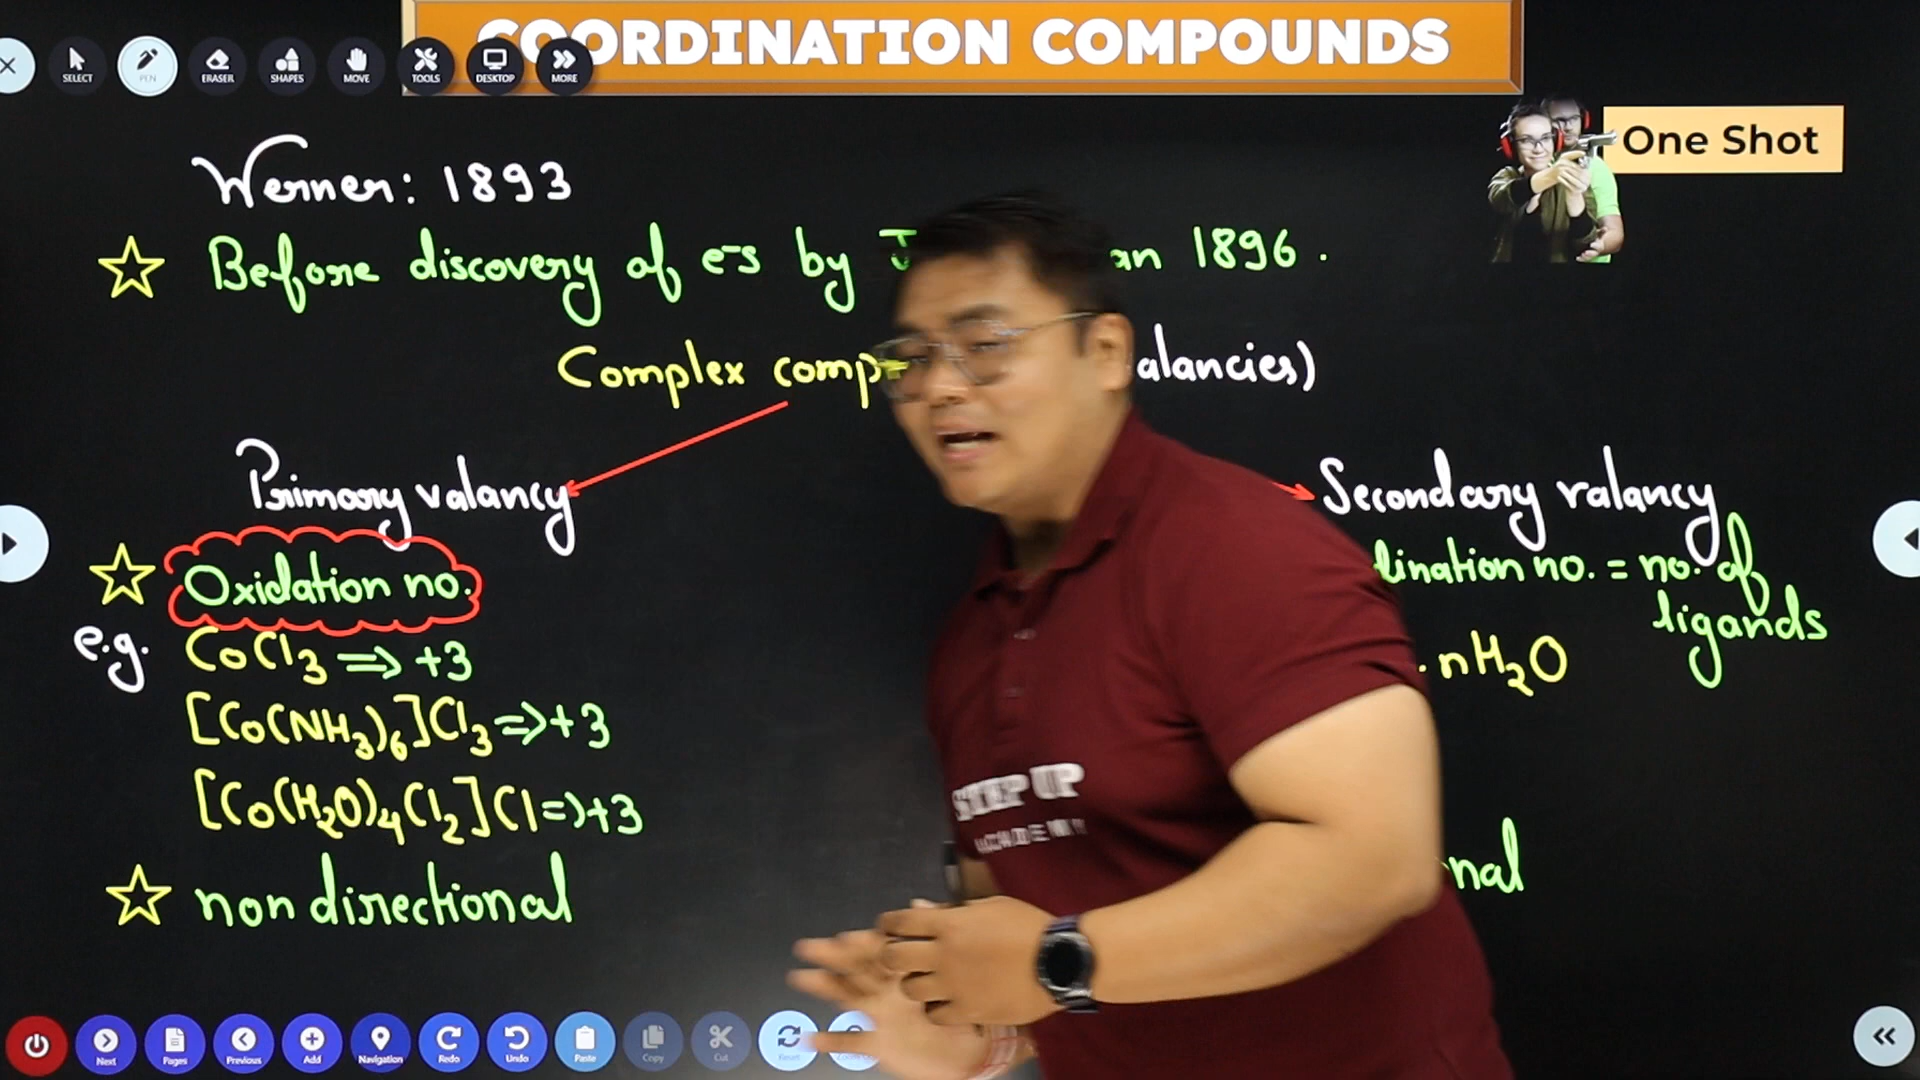 COORDINATION COMPOUNDS
SELECT PEN ERASER SHAPES MOVE TOOLS DESKTOP MORE
One Shot
Werner: 1893
Before discovery of e-s by an 1896.
Complex comp alancies)
Primary valancy
Secondary valancy
Oxidation no.
dination no. = no. of
ligands
e.g. CoCl3 => +3
. nH2O
[Co(NH3)6]Cl3 => +3
[Co(H2O)4Cl2]Cl => +3
non directional
nal
STEP UP
ACADEMY
Next Pages Previous Add Navigation Redo Undo Paste Copy Cut Reset